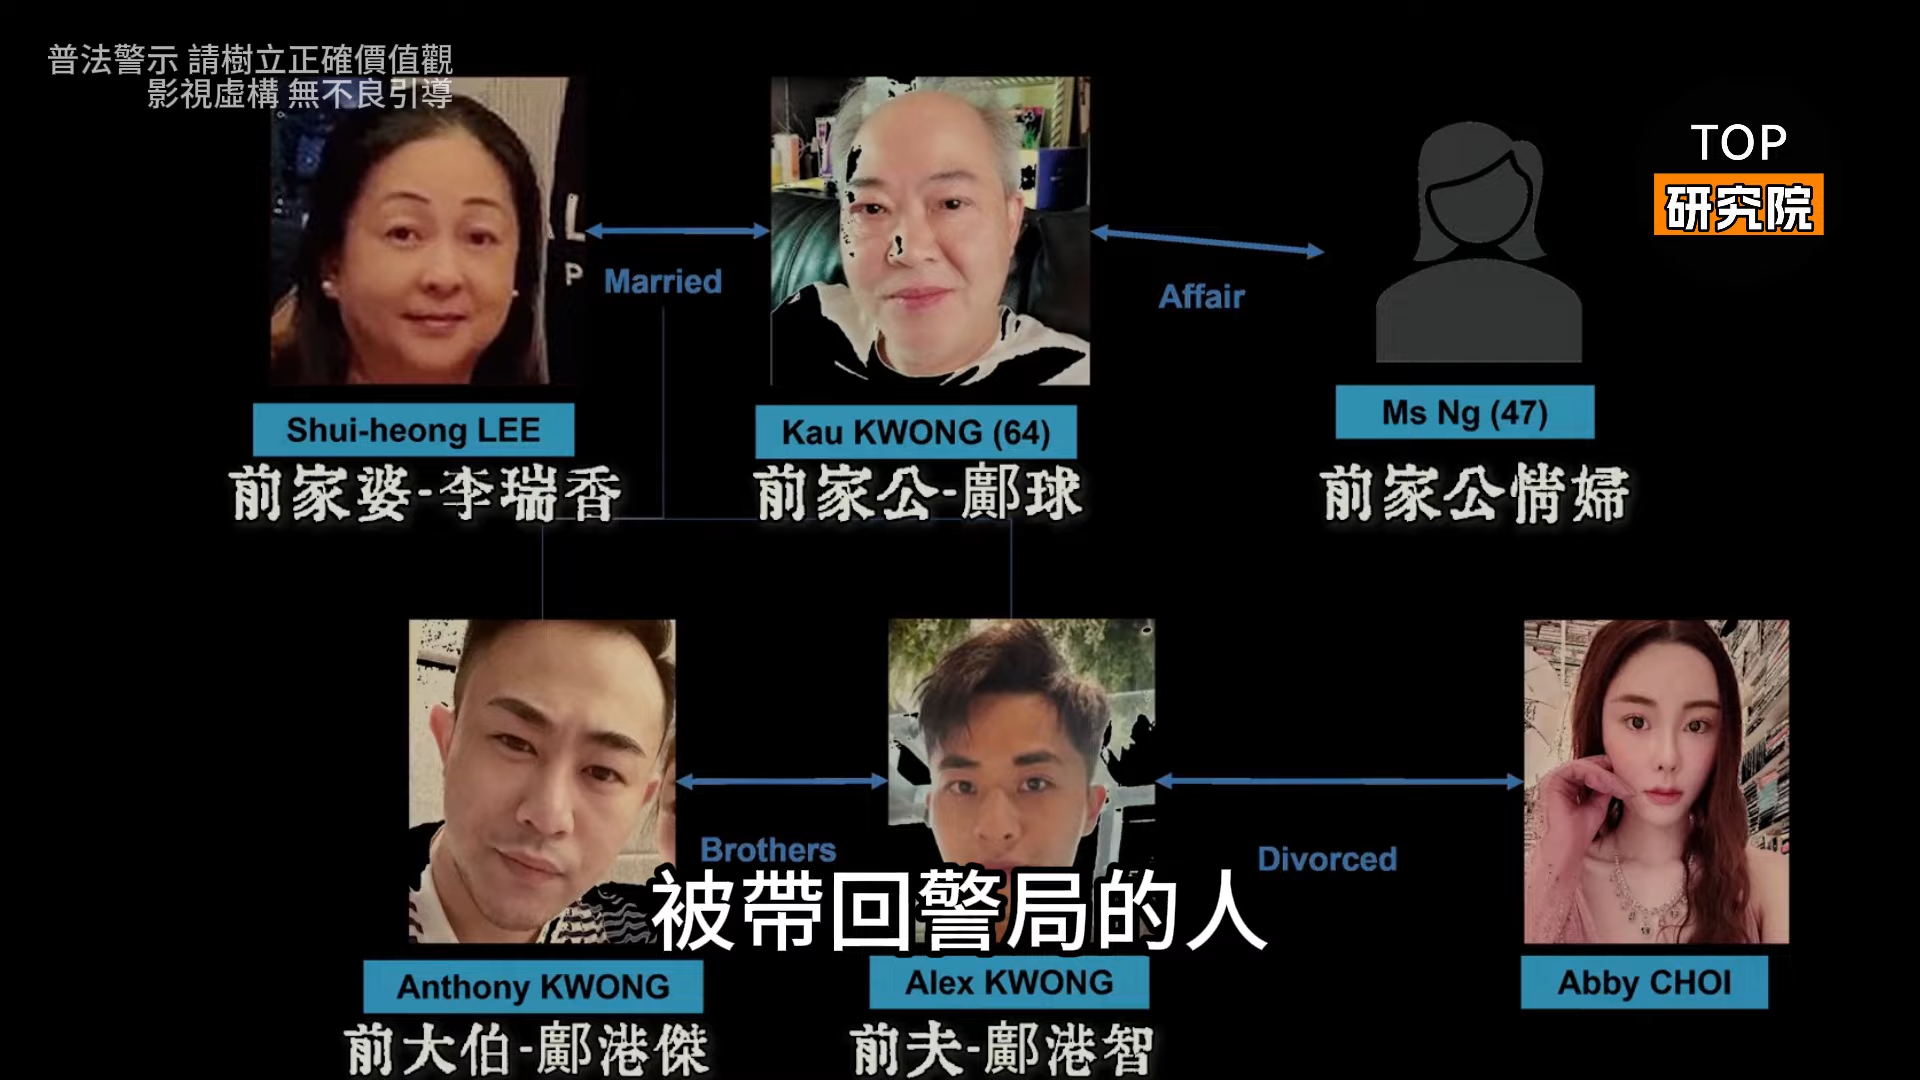 普法警示 請樹立正確價值觀
影視虛構 無不良引導
TOP
研究院
L
P
Married
Affair
Shui-heong LEE
Kau KWONG (64)
Ms Ng (47)
前家婆-李瑞香
前家公-鄺球
前家公情婦
Brothers
Divorced
被帶回警局的人
Anthony KWONG
Alex KWONG
Abby CHOI
前大伯-鄺港傑
前夫-鄺港智